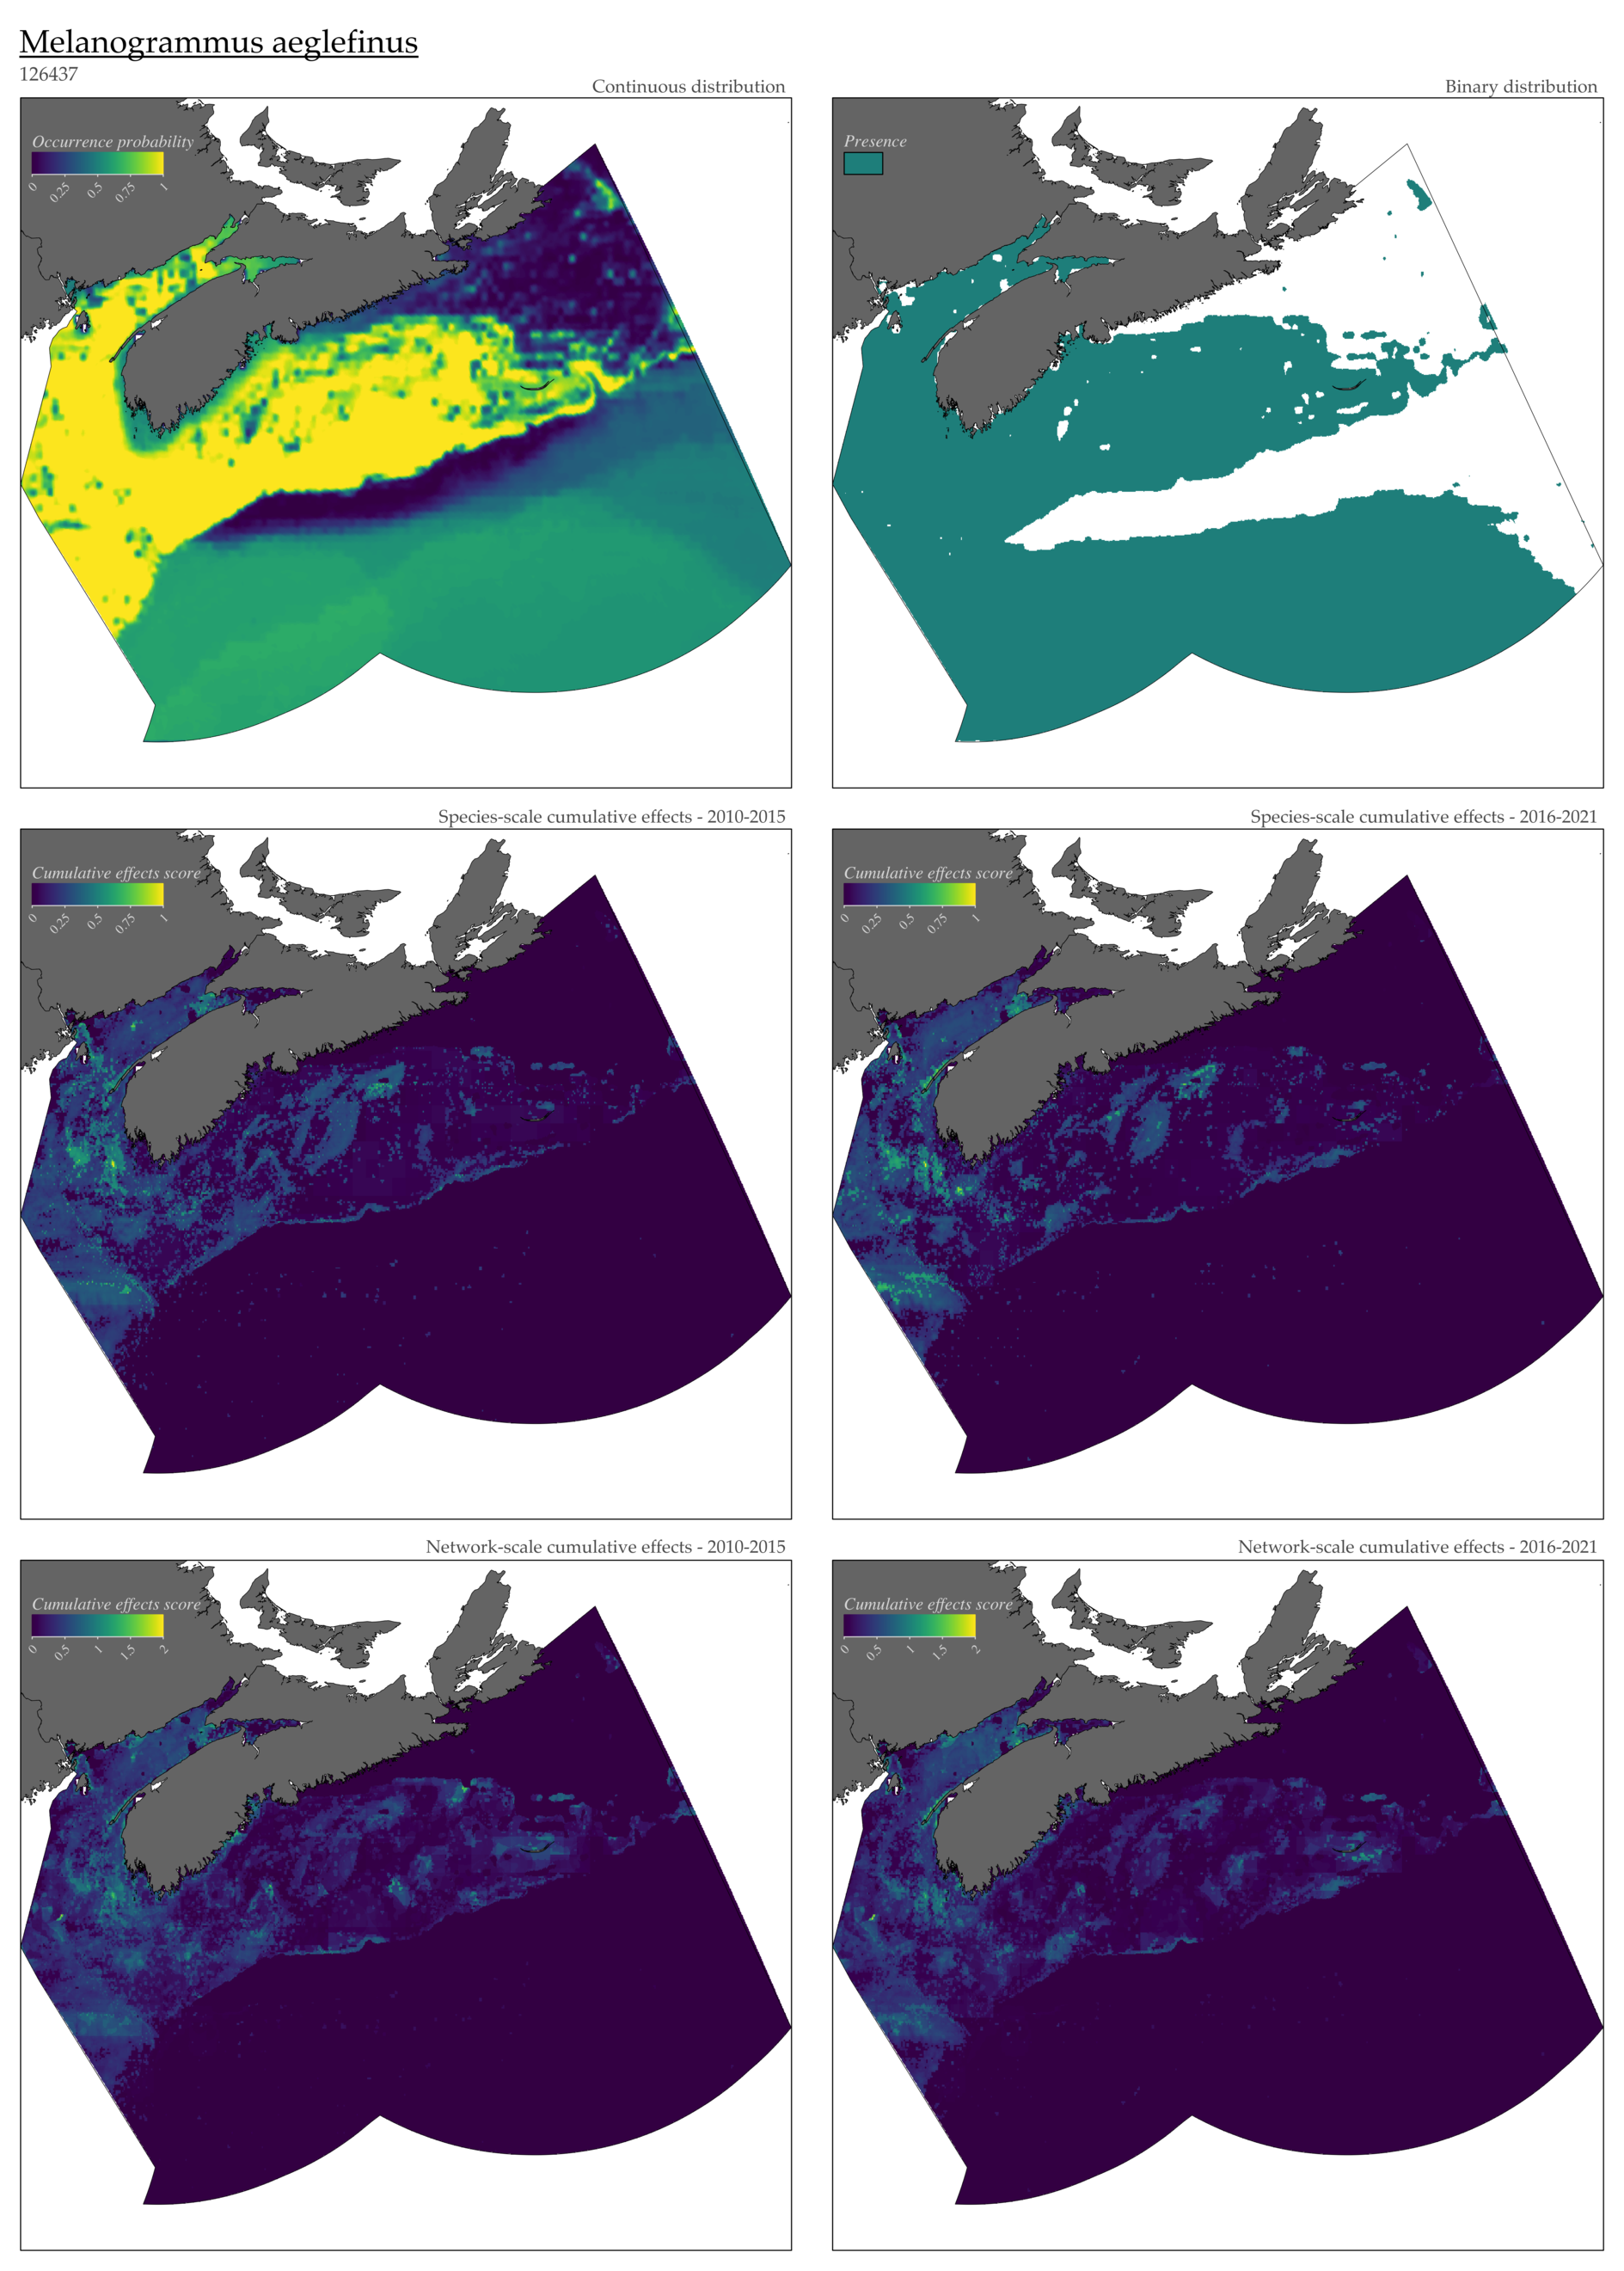 Melanogrammus aeglefinus
126437
Continuous distribution
Binary distribution
Occurrence probability
0 0.25 0.5 0.75 1
Presence
Species-scale cumulative effects - 2010-2015
Species-scale cumulative effects - 2016-2021
Cumulative effects score
0 0.25 0.5 0.75 1
Cumulative effects score
0 0.25 0.5 0.75 1
Network-scale cumulative effects - 2010-2015
Network-scale cumulative effects - 2016-2021
Cumulative effects score
0 0.5 1 1.5 2
Cumulative effects score
0 0.5 1 1.5 2